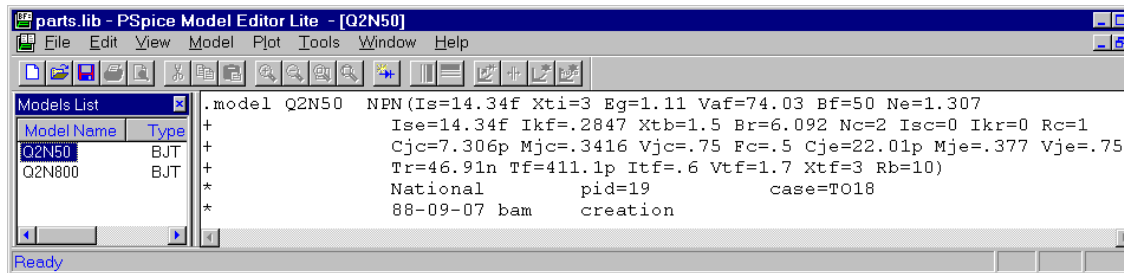 parts.lib - PSpice Model Editor Lite - [Q2N50]
File Edit View Model Plot Tools Window Help
Models List
Model Name Type
Q2N50 BJT
Q2N800 BJT
.model Q2N50 NPN(Is=14.34f Xti=3 Eg=1.11 Vaf=74.03 Bf=50 Ne=1.307
+ Ise=14.34f Ikf=.2847 Xtb=1.5 Br=6.092 Nc=2 Isc=0 Ikr=0 Rc=1
+ Cjc=7.306p Mjc=.3416 Vjc=.75 Fc=.5 Cje=22.01p Mje=.377 Vje=.75
+ Tr=46.91n Tf=411.1p Itf=.6 Vtf=1.7 Xtf=3 Rb=10)
* National pid=19 case=TO18
* 88-09-07 bam creation
Ready